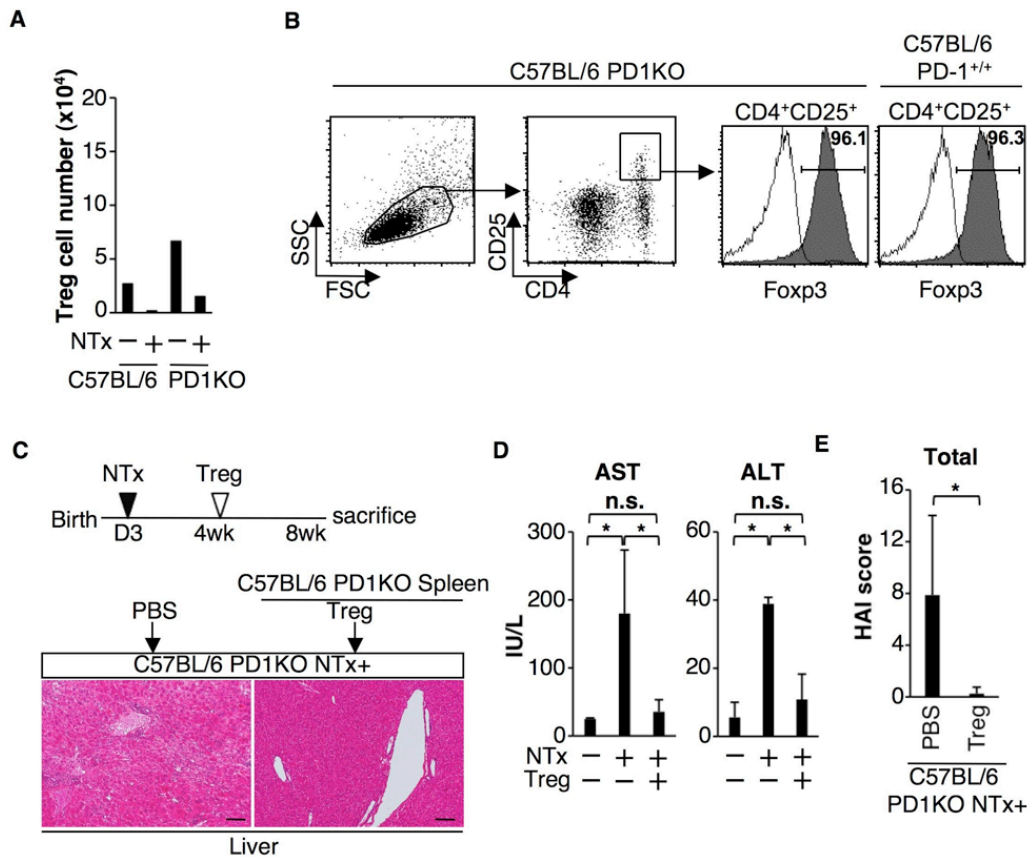 A
Treg cell number (x10⁴)
20
15
10
5
0
NTx − + − +
C57BL/6 PD1KO
B
C57BL/6 PD1KO
C57BL/6
PD-1⁺/⁺
CD4⁺CD25⁺
CD4⁺CD25⁺
SSC
FSC
CD25
CD4
96.1
Foxp3
96.3
Foxp3
C
NTx Treg
Birth D3 4wk 8wk sacrifice
C57BL/6 PD1KO Spleen
PBS Treg
C57BL/6 PD1KO NTx+
Liver
D
AST
n.s.
* *
IU/L
300
200
100
0
ALT
n.s.
* *
60
40
20
0
NTx − + + − + +
Treg − − + − − +
E
Total
*
HAI score
16
12
8
4
0
PBS
Treg
C57BL/6
PD1KO NTx+